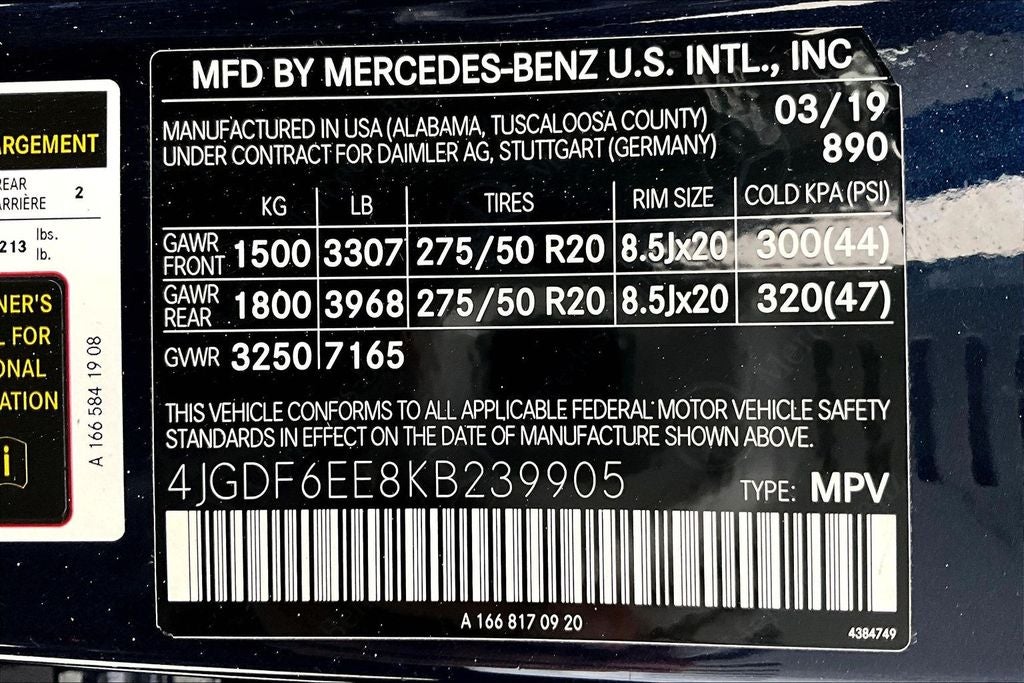 MFD BY MERCEDES-BENZ U.S. INTL., INC
03/19
MANUFACTURED IN USA (ALABAMA, TUSCALOOSA COUNTY)
UNDER CONTRACT FOR DAIMLER AG, STUTTGART (GERMANY)
890
KG LB TIRES RIM SIZE COLD KPA (PSI)
GAWR FRONT 1500 3307 275/50 R20 8.5Jx20 300(44)
GAWR REAR 1800 3968 275/50 R20 8.5Jx20 320(47)
GVWR 3250 7165
THIS VEHICLE CONFORMS TO ALL APPLICABLE FEDERAL MOTOR VEHICLE SAFETY
STANDARDS IN EFFECT ON THE DATE OF MANUFACTURE SHOWN ABOVE.
4JGDF6EE8KB239905
TYPE: MPV
A 166 817 09 20
4384749
ARGEMENT
REAR
ARRIÈRE
2
213 lbs.
lb.
NER'S
L FOR
ONAL
ATION
i
A 166 584 19 08